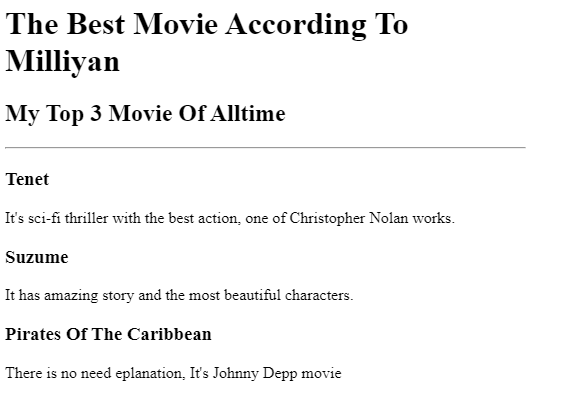 The Best Movie According To
Milliyan
My Top 3 Movie Of Alltime
Tenet
It's sci-fi thriller with the best action, one of Christopher Nolan works.
Suzume
It has amazing story and the most beautiful characters.
Pirates Of The Caribbean
There is no need eplanation, It's Johnny Depp movie